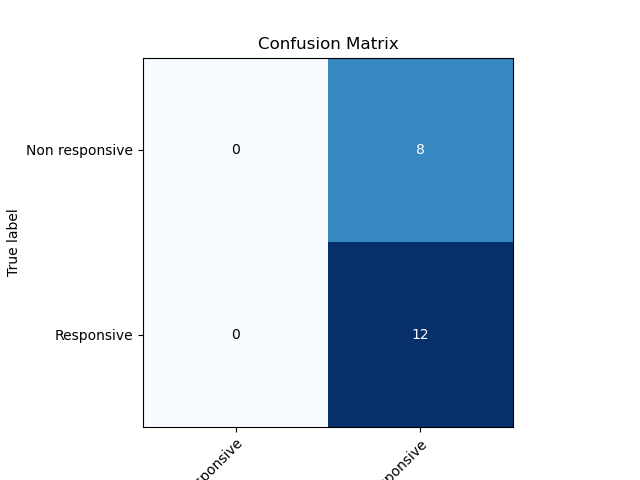 Confusion Matrix
Non responsive
0
8
True label
Responsive
0
12